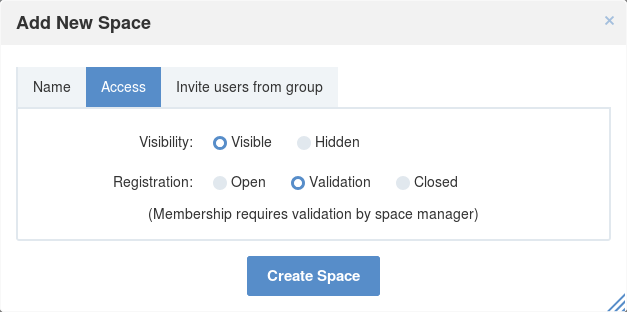 Add New Space ×
Name Access Invite users from group
Visibility: Visible Hidden
Registration: Open Validation Closed
(Membership requires validation by space manager)
Create Space